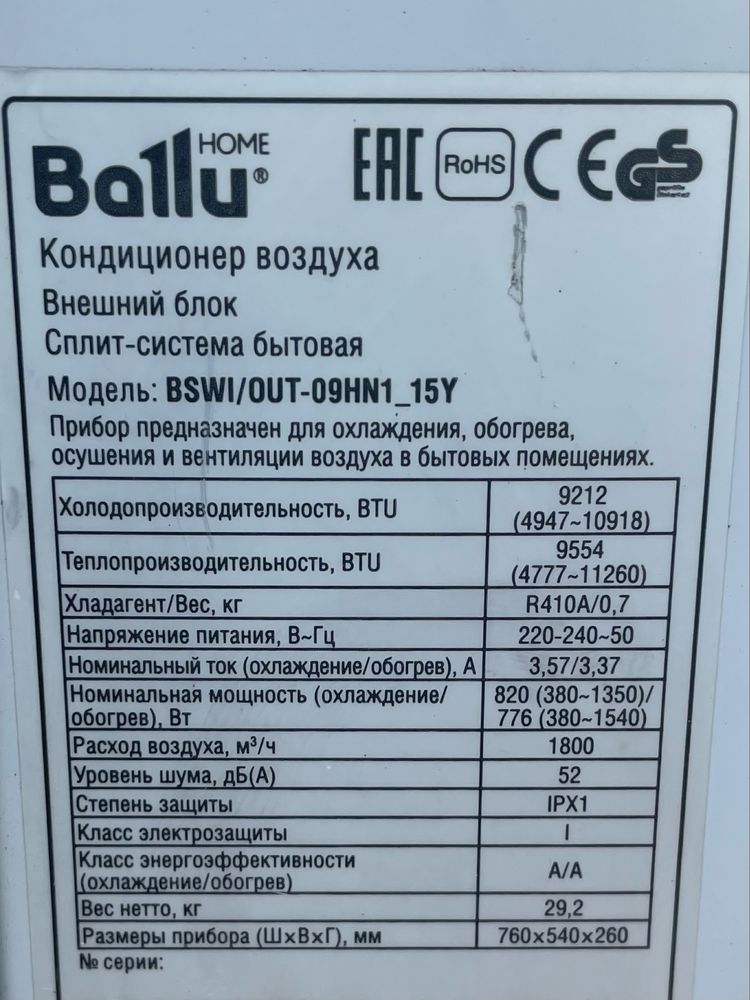 Ballu® HOME EAC RoHS CE GS
Кондиционер воздуха
Внешний блок
Сплит-система бытовая
Модель: BSWI/OUT-09HN1_15Y
Прибор предназначен для охлаждения, обогрева,
осушения и вентиляции воздуха в бытовых помещениях.
Холодопроизводительность, BTU 9212
(4947~10918)
Теплопроизводительность, BTU 9554
(4777~11260)
Хладагент/Вес, кг R410A/0,7
Напряжение питания, В~Гц 220-240~50
Номинальный ток (охлаждение/обогрев), А 3,57/3,37
Номинальная мощность (охлаждение/ 820 (380~1350)/
обогрев), Вт 776 (380~1540)
Расход воздуха, м³/ч 1800
Уровень шума, дБ(А) 52
Степень защиты IPX1
Класс электрозащиты I
Класс энергоэффективности
(охлаждение/обогрев) A/A
Вес нетто, кг 29,2
Размеры прибора (ШхВхГ), мм 760x540x260
№ серии: